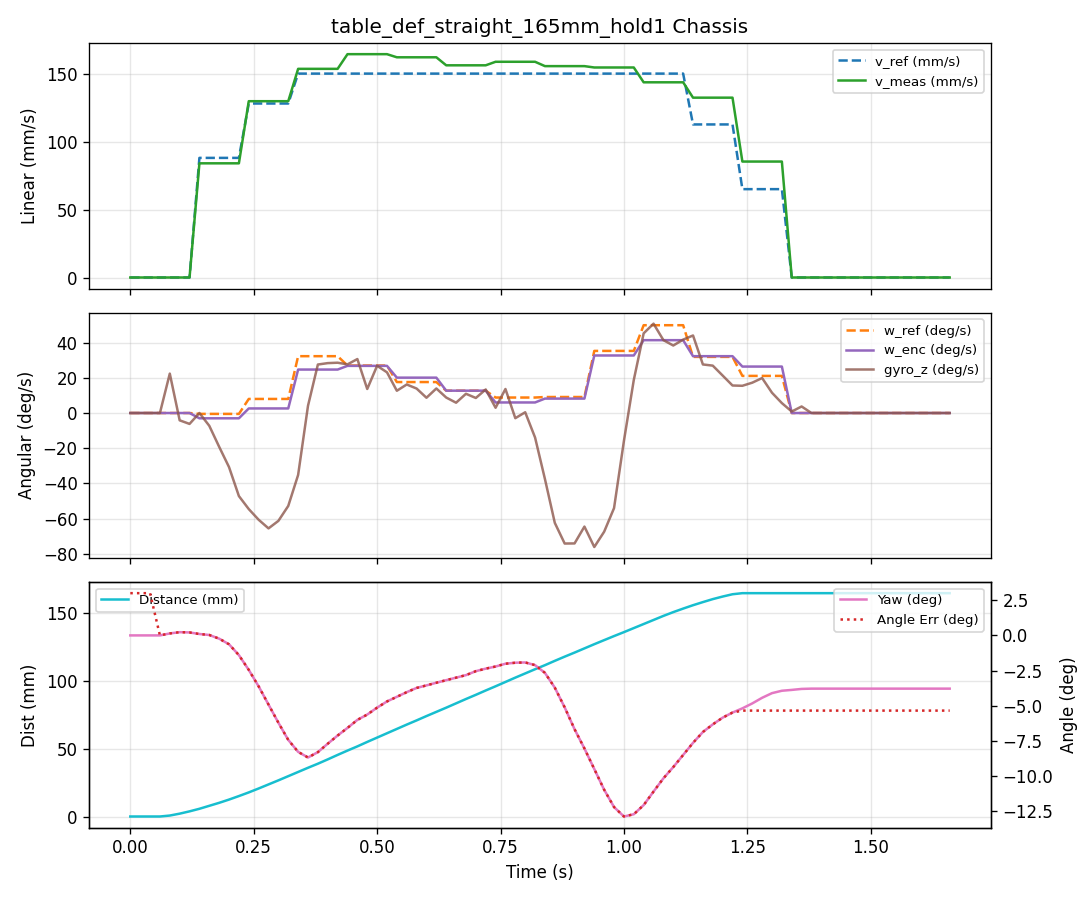 table_def_straight_165mm_hold1 Chassis
Linear (mm/s)
150
100
50
0
v_ref (mm/s)
v_meas (mm/s)
Angular (deg/s)
40
20
0
−20
−40
−60
−80
w_ref (deg/s)
w_enc (deg/s)
gyro_z (deg/s)
Dist (mm)
150
100
50
0
Distance (mm)
Yaw (deg)
Angle Err (deg)
2.5
0.0
−2.5
−5.0
−7.5
−10.0
−12.5
Angle (deg)
0.00 0.25 0.50 0.75 1.00 1.25 1.50
Time (s)